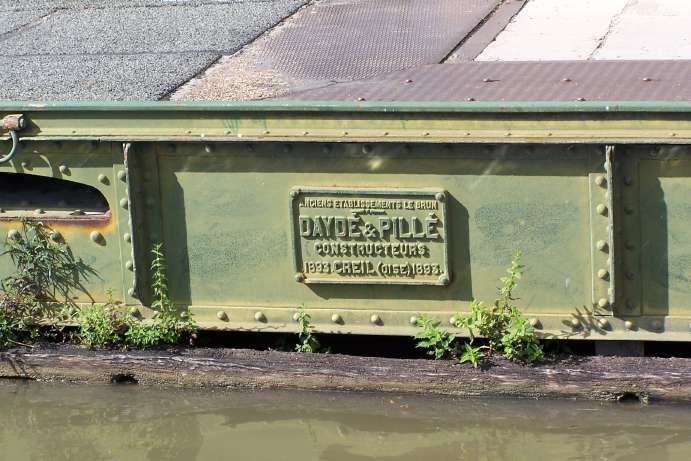 ANCIENS ETABLISSEMENTS LE BRUN
DAYDÉ & PILLÉ
CONSTRUCTEURS
1893. CREIL (OISE) 1893.